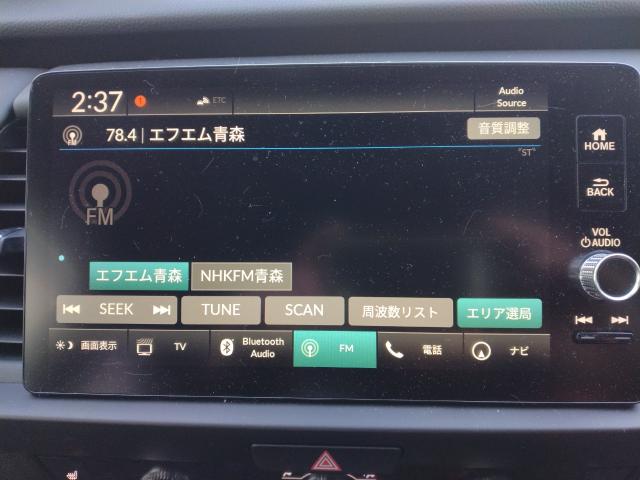 2:37
!
ETC
Audio
Source
FM
78.4 | エフエム青森
音質調整
"ST"
FM
エフエム青森
NHKFM青森
SEEK
TUNE
SCAN
周波数リスト
エリア選局
画面表示
TV
Bluetooth
Audio
FM
電話
ナビ
HOME
BACK
VOL
AUDIO